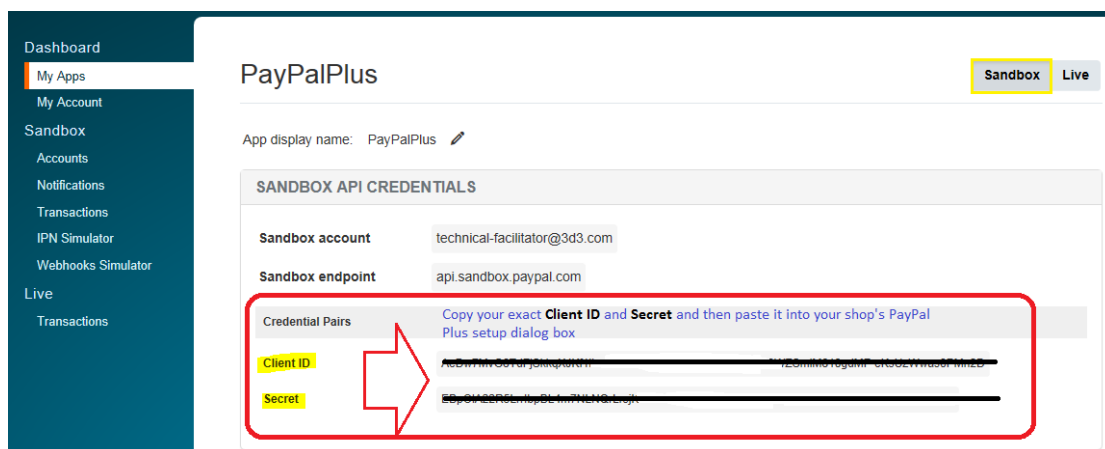 Dashboard
My Apps
My Account
Sandbox
Accounts
Notifications
Transactions
IPN Simulator
Webhooks Simulator
Live
Transactions
PayPalPlus
Sandbox Live
App display name: PayPalPlus
SANDBOX API CREDENTIALS
Sandbox account technical-facilitator@3d3.com
Sandbox endpoint api.sandbox.paypal.com
Credential Pairs
Copy your exact Client ID and Secret and then paste it into your shop's PayPal
Plus setup dialog box
Client ID
Secret